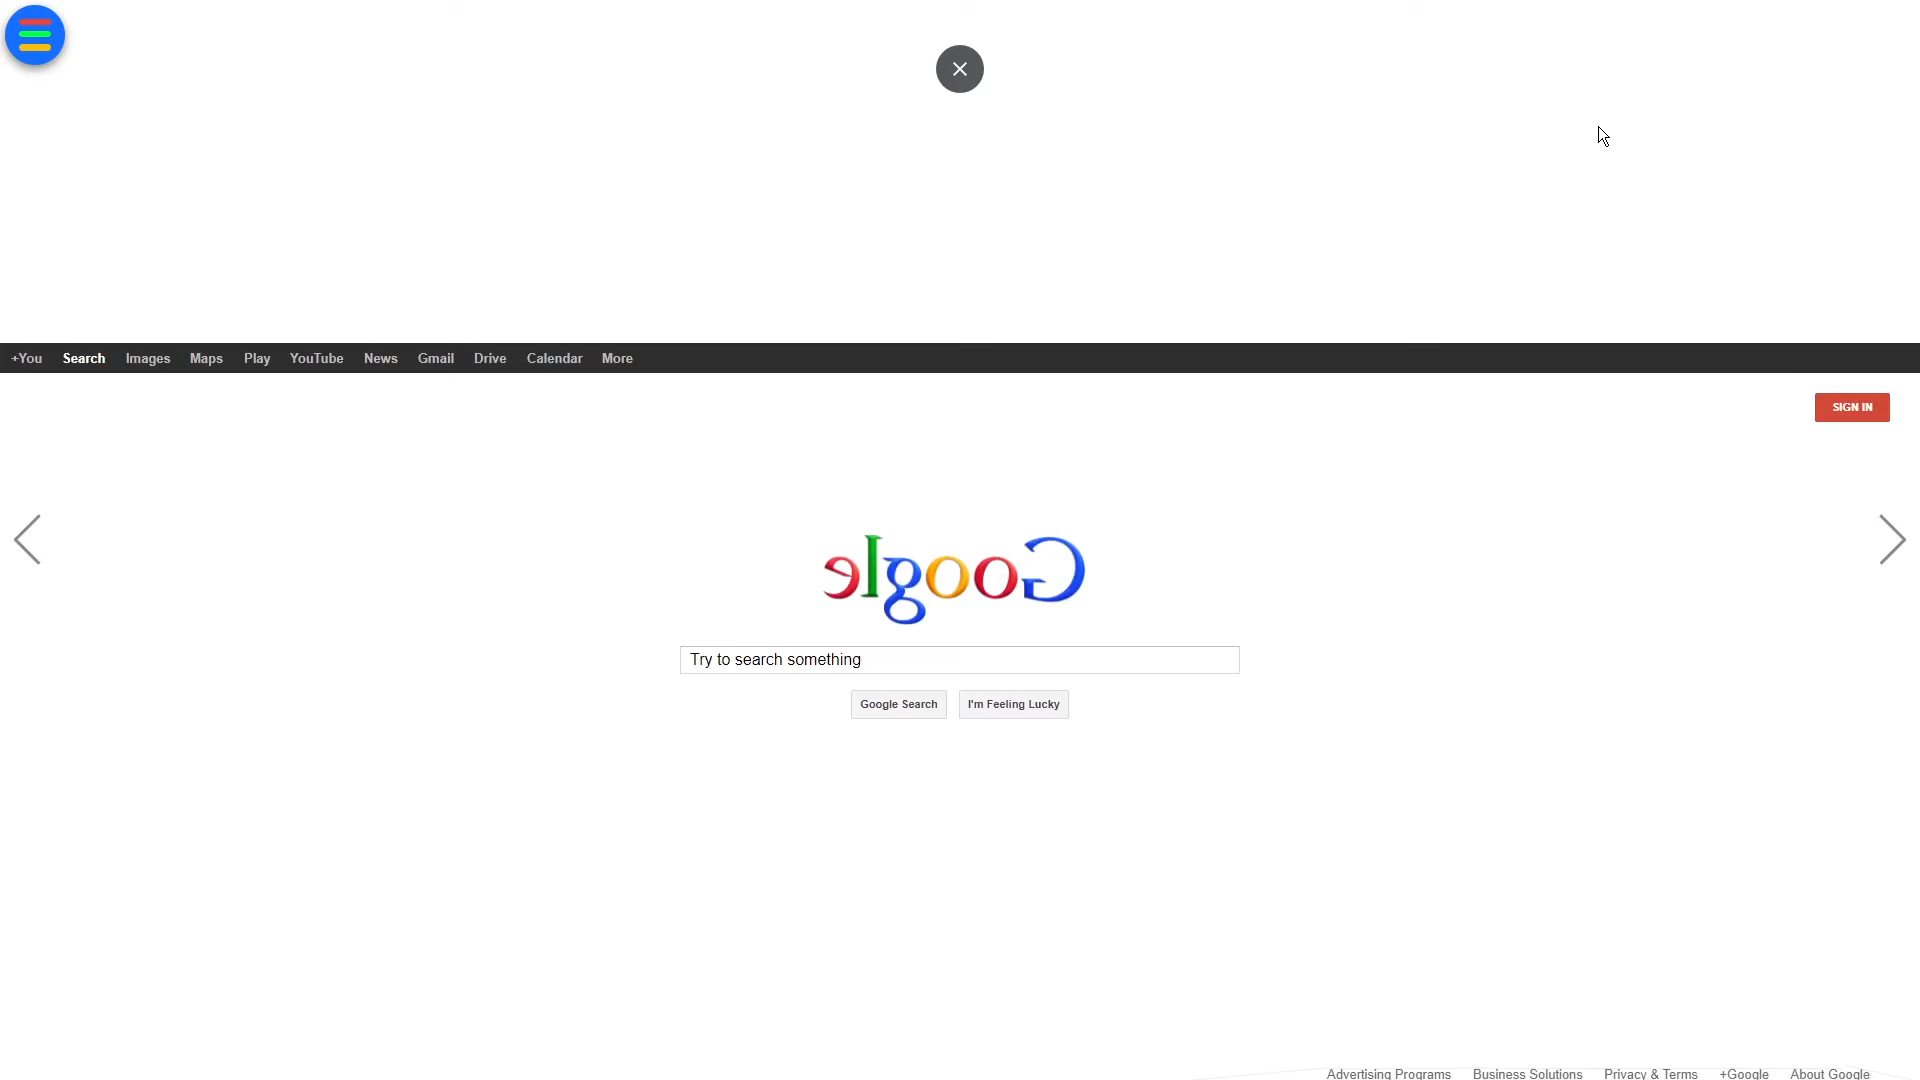 +You Search Images Maps Play YouTube News Gmail Drive Calendar More
SIGN IN
Google
Try to search something
Google Search I'm Feeling Lucky
Advertising Programs Business Solutions Privacy & Terms +Google About Google